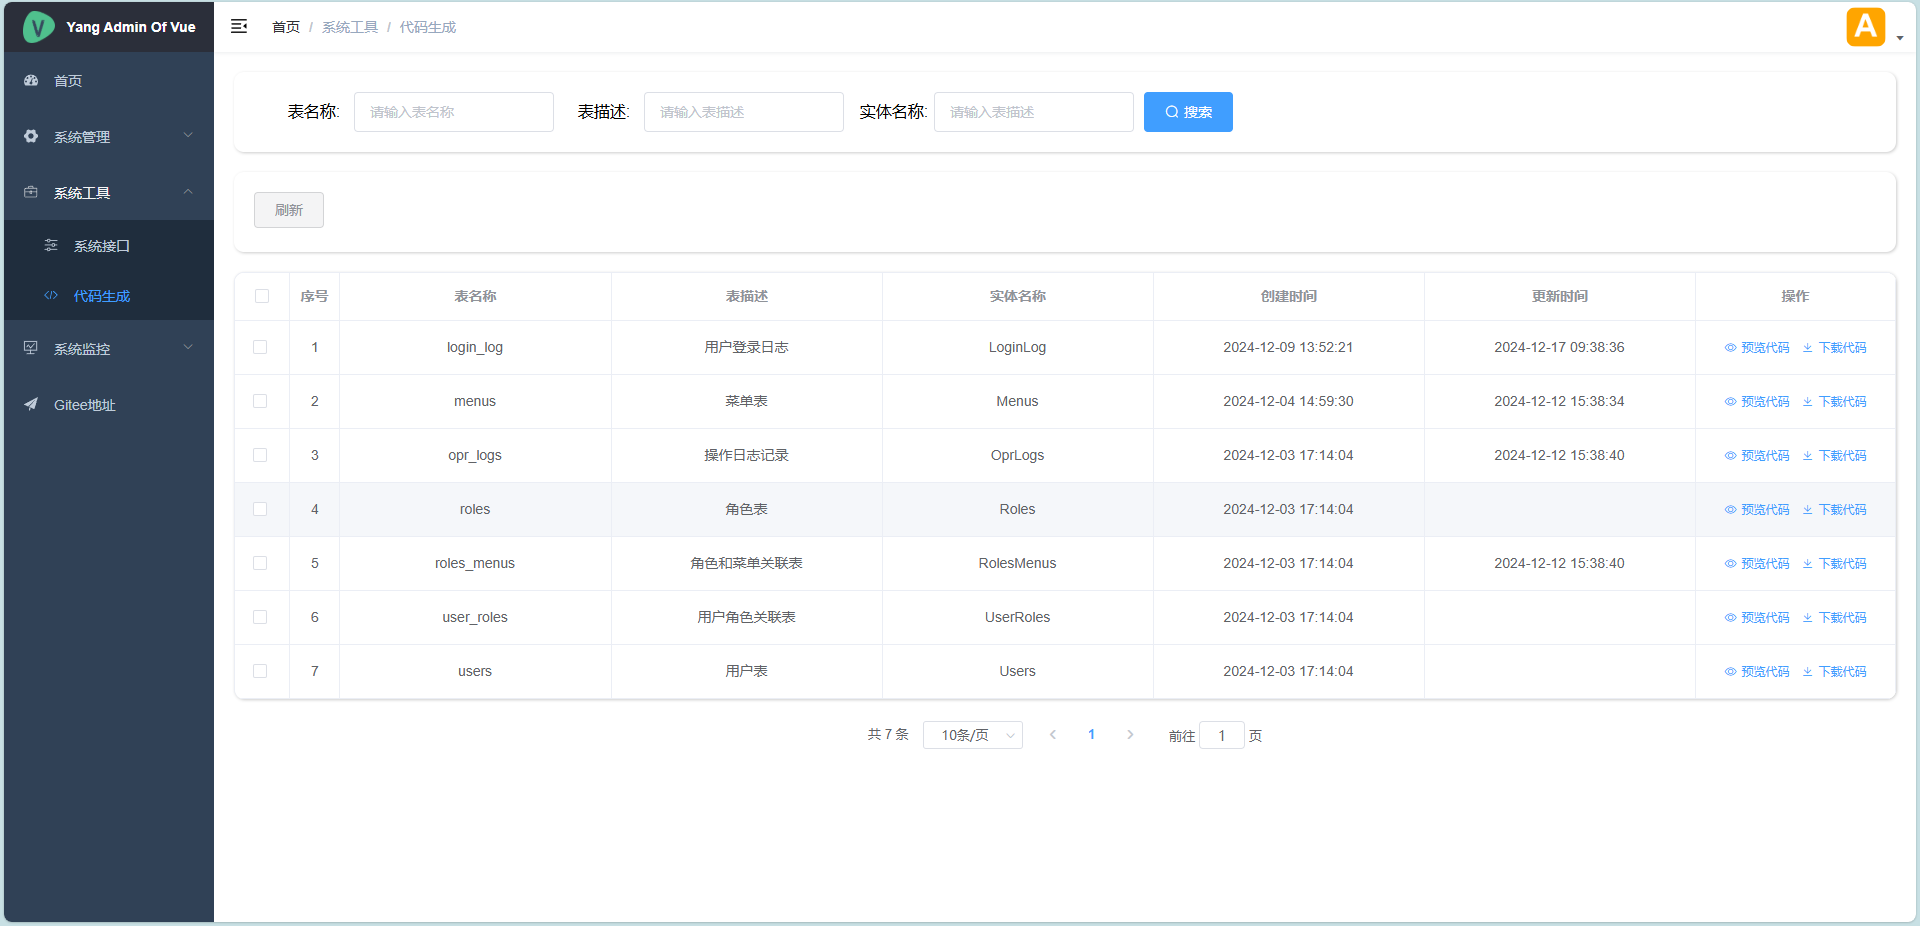 Yang Admin Of Vue
首页 / 系统工具 / 代码生成
A
首页
系统管理
系统工具
系统接口
代码生成
系统监控
Gitee地址
表名称: 请输入表名称 表描述: 请输入表描述 实体名称: 请输入表描述 搜索
刷新
序号 表名称 表描述 实体名称 创建时间 更新时间 操作
1 login_log 用户登录日志 LoginLog 2024-12-09 13:52:21 2024-12-17 09:38:36 预览代码 下载代码
2 menus 菜单表 Menus 2024-12-04 14:59:30 2024-12-12 15:38:34 预览代码 下载代码
3 opr_logs 操作日志记录 OprLogs 2024-12-03 17:14:04 2024-12-12 15:38:40 预览代码 下载代码
4 roles 角色表 Roles 2024-12-03 17:14:04 预览代码 下载代码
5 roles_menus 角色和菜单关联表 RolesMenus 2024-12-03 17:14:04 2024-12-12 15:38:40 预览代码 下载代码
6 user_roles 用户角色关联表 UserRoles 2024-12-03 17:14:04 预览代码 下载代码
7 users 用户表 Users 2024-12-03 17:14:04 预览代码 下载代码
共 7 条 10条/页 1 前往 1 页